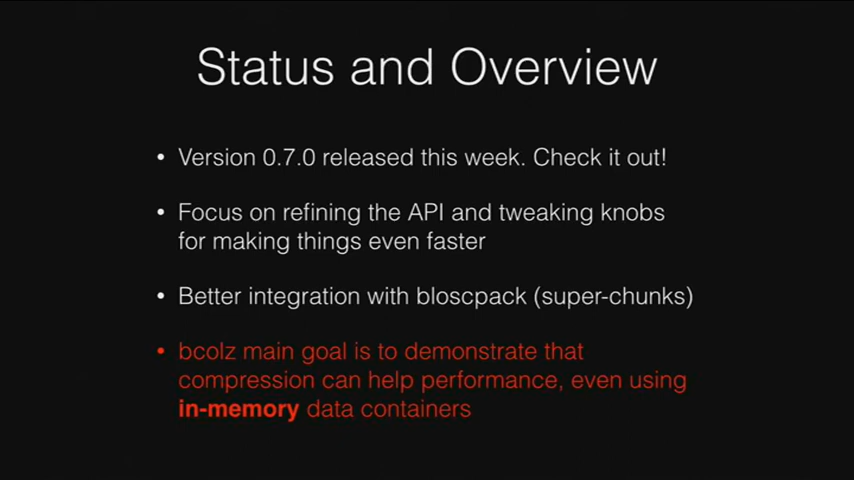 Status and Overview
• Version 0.7.0 released this week. Check it out!
• Focus on refining the API and tweaking knobs
for making things even faster
• Better integration with bloscpack (super-chunks)
• bcolz main goal is to demonstrate that
compression can help performance, even using
in-memory data containers